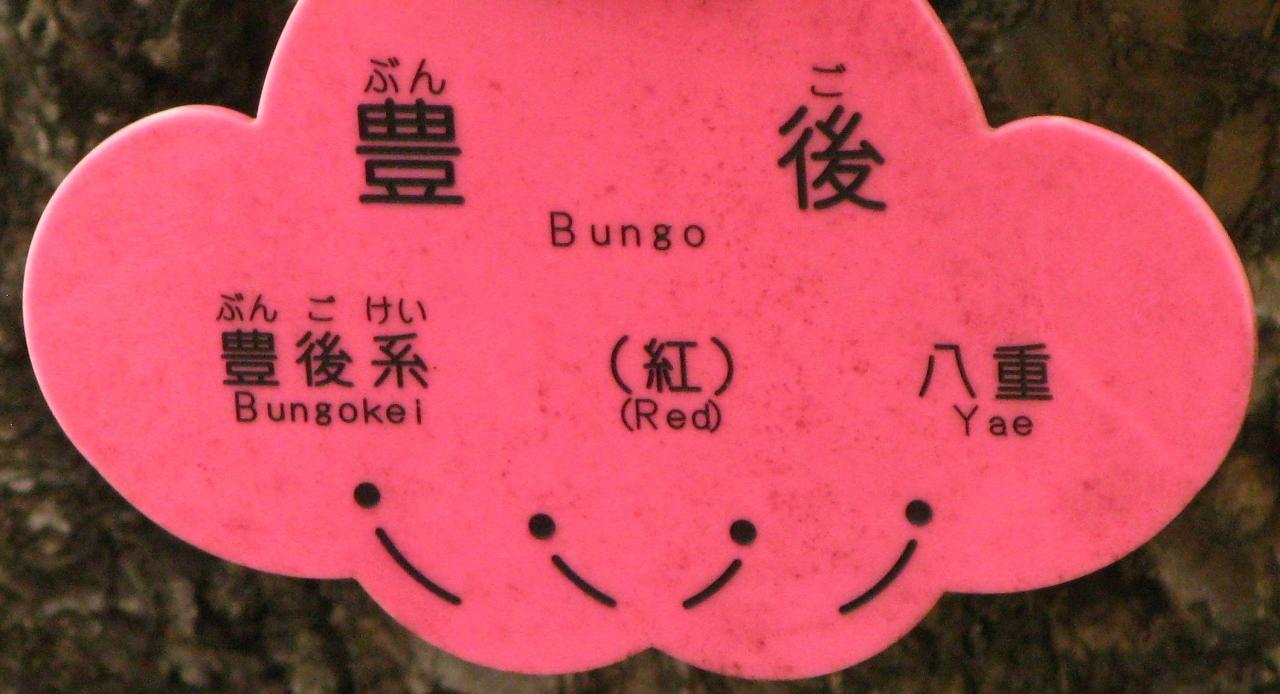 ぶん ご
豊 後
Bungo
ぶん ご けい
豊後系 (紅) 八重
Bungokei (Red) Yae